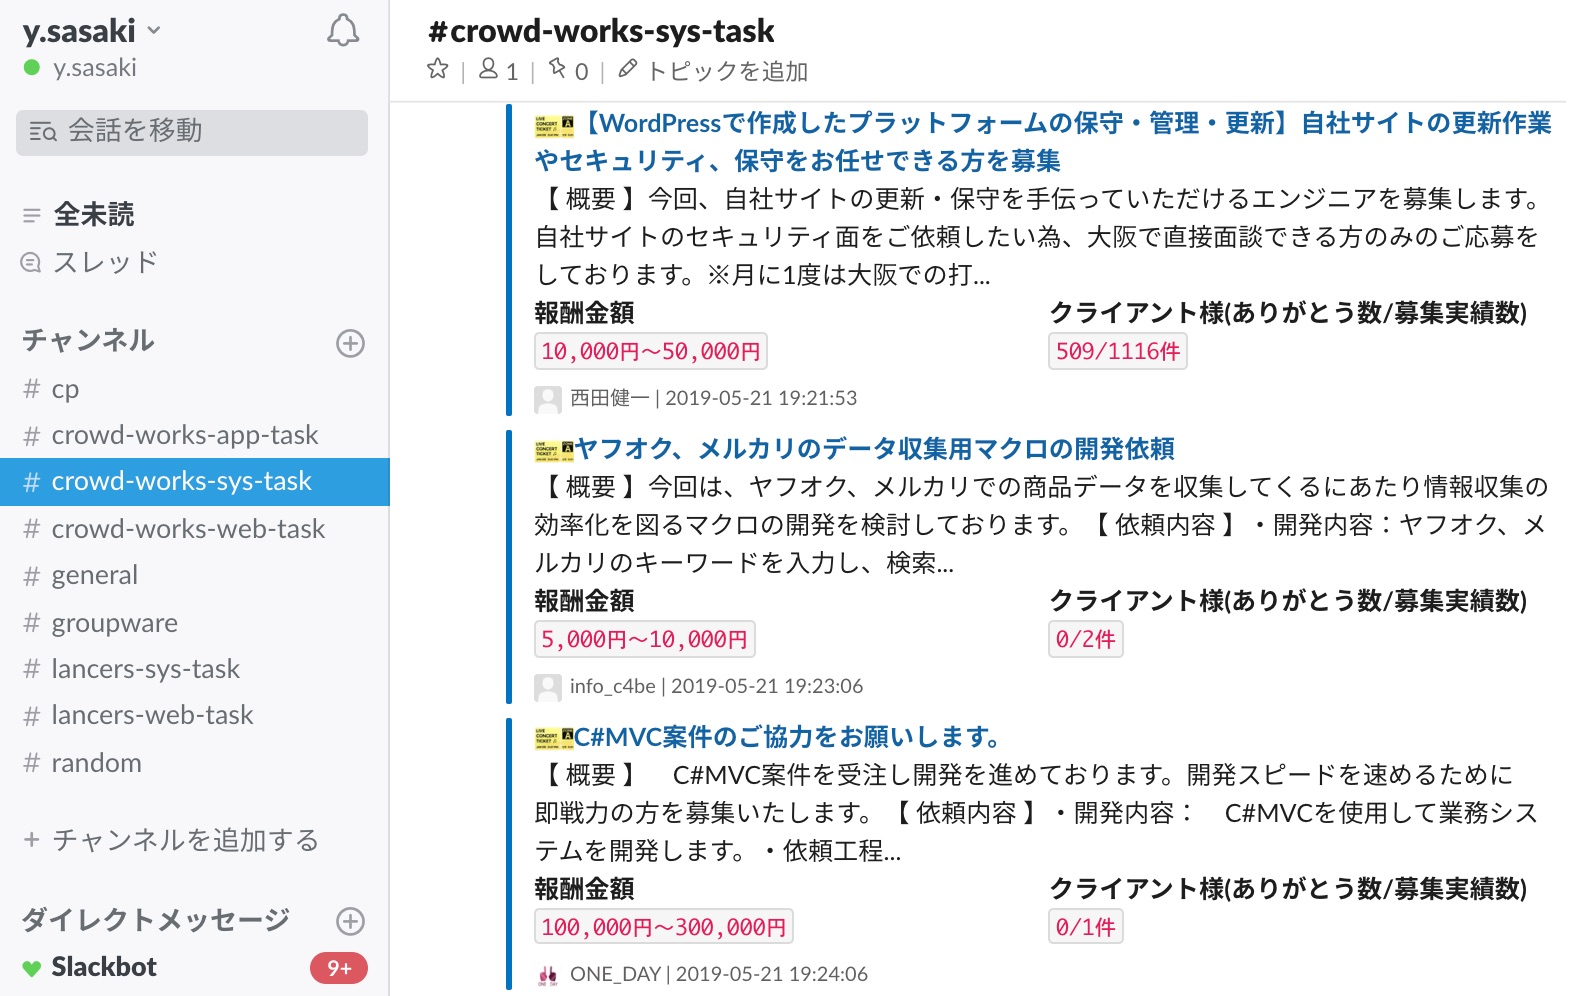 y.sasaki
y.sasaki
会話を移動
全未読
スレッド
チャンネル
# cp
# crowd-works-app-task
# crowd-works-sys-task
# crowd-works-web-task
# general
# groupware
# lancers-sys-task
# lancers-web-task
# random
+ チャンネルを追加する
ダイレクトメッセージ
Slackbot 9+
#crowd-works-sys-task
| 1 | 0 | トピックを追加
【WordPressで作成したプラットフォームの保守・管理・更新】自社サイトの更新作業
やセキュリティ、保守をお任せできる方を募集
【 概要 】今回、自社サイトの更新・保守を手伝っていただけるエンジニアを募集します。
自社サイトのセキュリティ面をご依頼したい為、大阪で直接面談できる方のみのご応募を
しております。※月に1度は大阪での打...
報酬金額 クライアント様(ありがとう数/募集実績数)
10,000円〜50,000円 509/1116件
西田健一 | 2019-05-21 19:21:53
ヤフオク、メルカリのデータ収集用マクロの開発依頼
【 概要 】今回は、ヤフオク、メルカリでの商品データを収集してくるにあたり情報収集の
効率化を図るマクロの開発を検討しております。【 依頼内容 】・開発内容：ヤフオク、メ
ルカリのキーワードを入力し、検索...
報酬金額 クライアント様(ありがとう数/募集実績数)
5,000円〜10,000円 0/2件
info_c4be | 2019-05-21 19:23:06
C#MVC案件のご協力をお願いします。
【 概要 】　C#MVC案件を受注し開発を進めております。開発スピードを速めるために
即戦力の方を募集いたします。【 依頼内容 】・開発内容：　C#MVCを使用して業務シス
テムを開発します。・依頼工程...
報酬金額 クライアント様(ありがとう数/募集実績数)
100,000円〜300,000円 0/1件
ONE_DAY | 2019-05-21 19:24:06